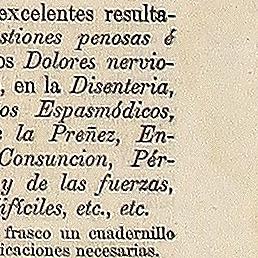 excelentes resulta-
stiones penosas é
os Dolores nervio-
, en la Disenteria,
os Espasmódicos,
e la Preñez, En-
Consuncion, Pér-
y de las fuerzas,
ifíciles, etc., etc.
frasco un cuadernillo
icaciones necesarias.